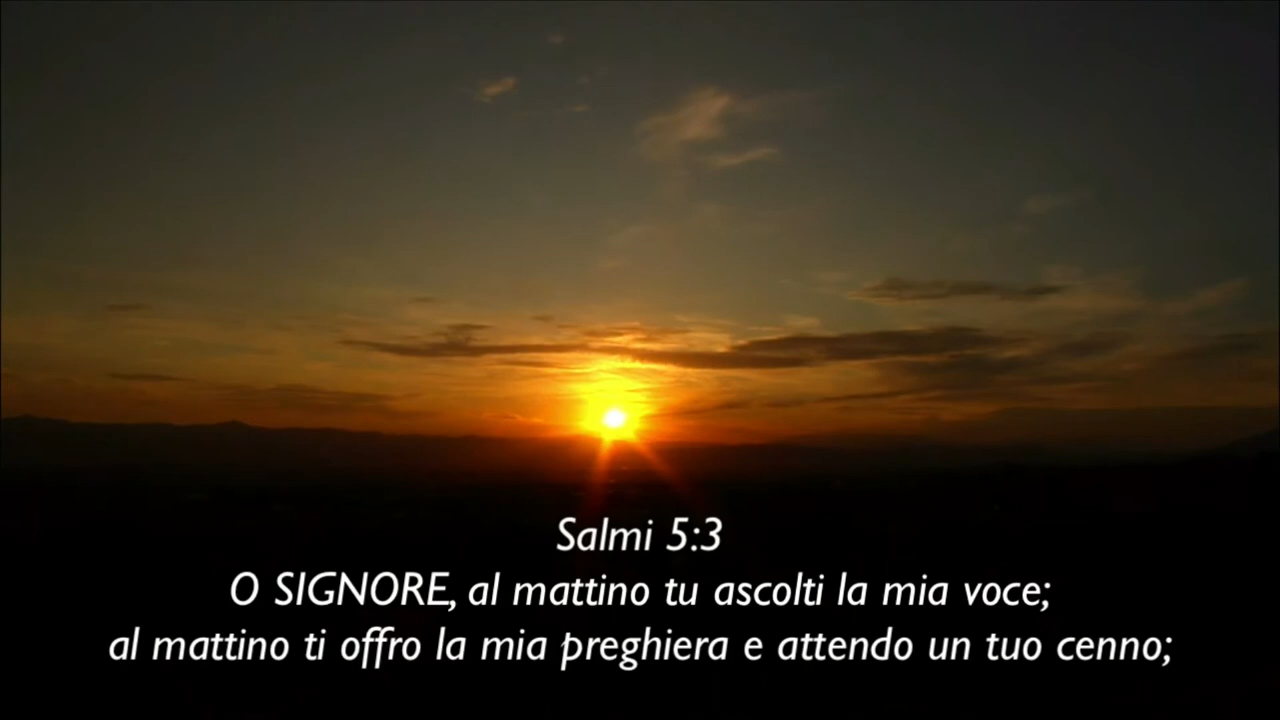 Salmi 5:3
O SIGNORE, al mattino tu ascolti la mia voce;
al mattino ti offro la mia preghiera e attendo un tuo cenno;